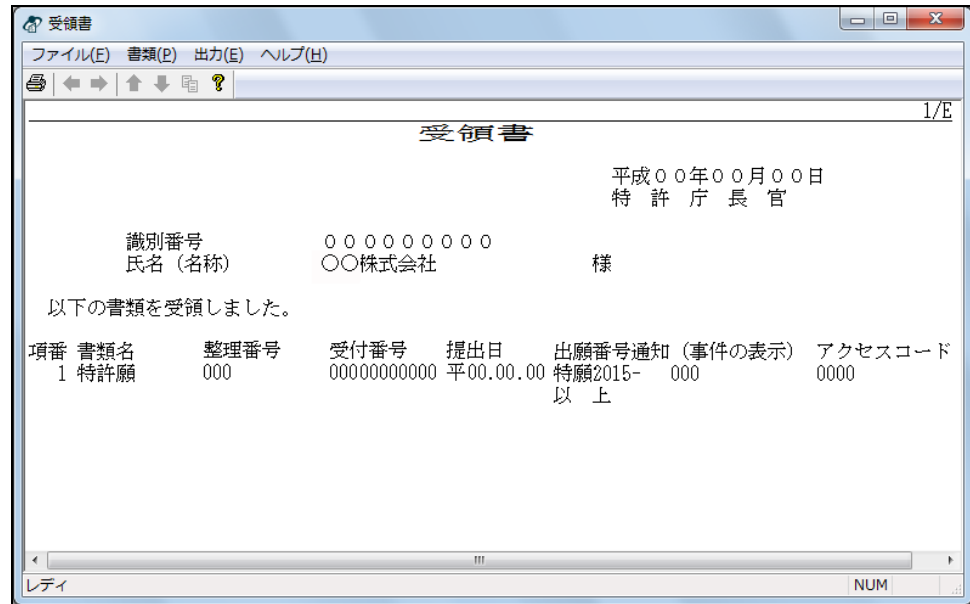 受領書
ファイル(F) 書類(P) 出力(E) ヘルプ(H)
1/E
受領書
平成００年００月００日
特 許 庁 長 官
識別番号 ０００００００００
氏名（名称） 〇〇株式会社 様
以下の書類を受領しました。
項番 書類名 整理番号 受付番号 提出日 出願番号通知（事件の表示） アクセスコード
1 特許願 000 00000000000 平00.00.00 特願2015- 000 0000
以 上
レディ NUM